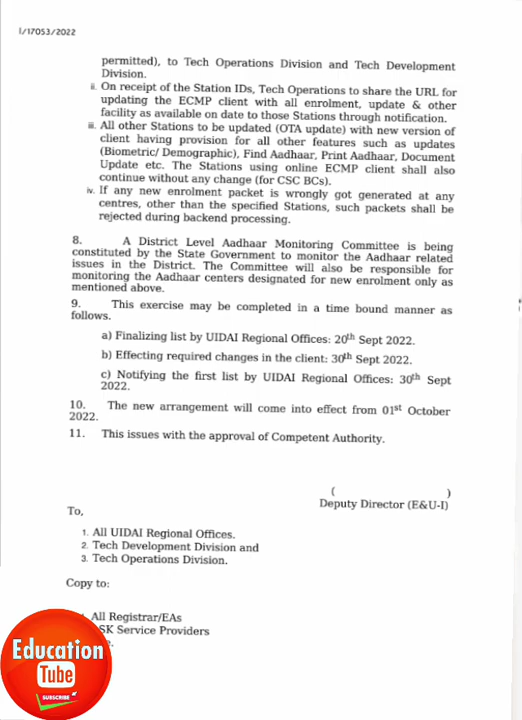 I/17053/2022
permitted), to Tech Operations Division and Tech Development
Division.
ii. On receipt of the Station IDs, Tech Operations to share the URL for
updating the ECMP client with all enrolment, update & other
facility as available on date to those Stations through notification.
iii. All other Stations to be updated (OTA update) with new version of
client having provision for all other features such as updates
(Biometric/ Demographic), Find Aadhaar, Print Aadhaar, Document
Update etc. The Stations using online ECMP client shall also
continue without any change (for CSC BCs).
iv. If any new enrolment packet is wrongly got generated at any
centres, other than the specified Stations, such packets shall be
rejected during backend processing.
8. A District Level Aadhaar Monitoring Committee is being
constituted by the State Government to monitor the Aadhaar related
issues in the District. The Committee will also be responsible for
monitoring the Aadhaar centers designated for new enrolment only as
mentioned above.
9. This exercise may be completed in a time bound manner as
follows.
a) Finalizing list by UIDAI Regional Offices: 20th Sept 2022.
b) Effecting required changes in the client: 30th Sept 2022.
c) Notifying the first list by UIDAI Regional Offices: 30th Sept
2022.
10. The new arrangement will come into effect from 01st October
2022.
11. This issues with the approval of Competent Authority.
( )
Deputy Director (E&U-I)
To,
1. All UIDAI Regional Offices.
2. Tech Development Division and
3. Tech Operations Division.
Copy to:
All Registrar/EAs
SK Service Providers
Education
Tube
SUBSCRIBE